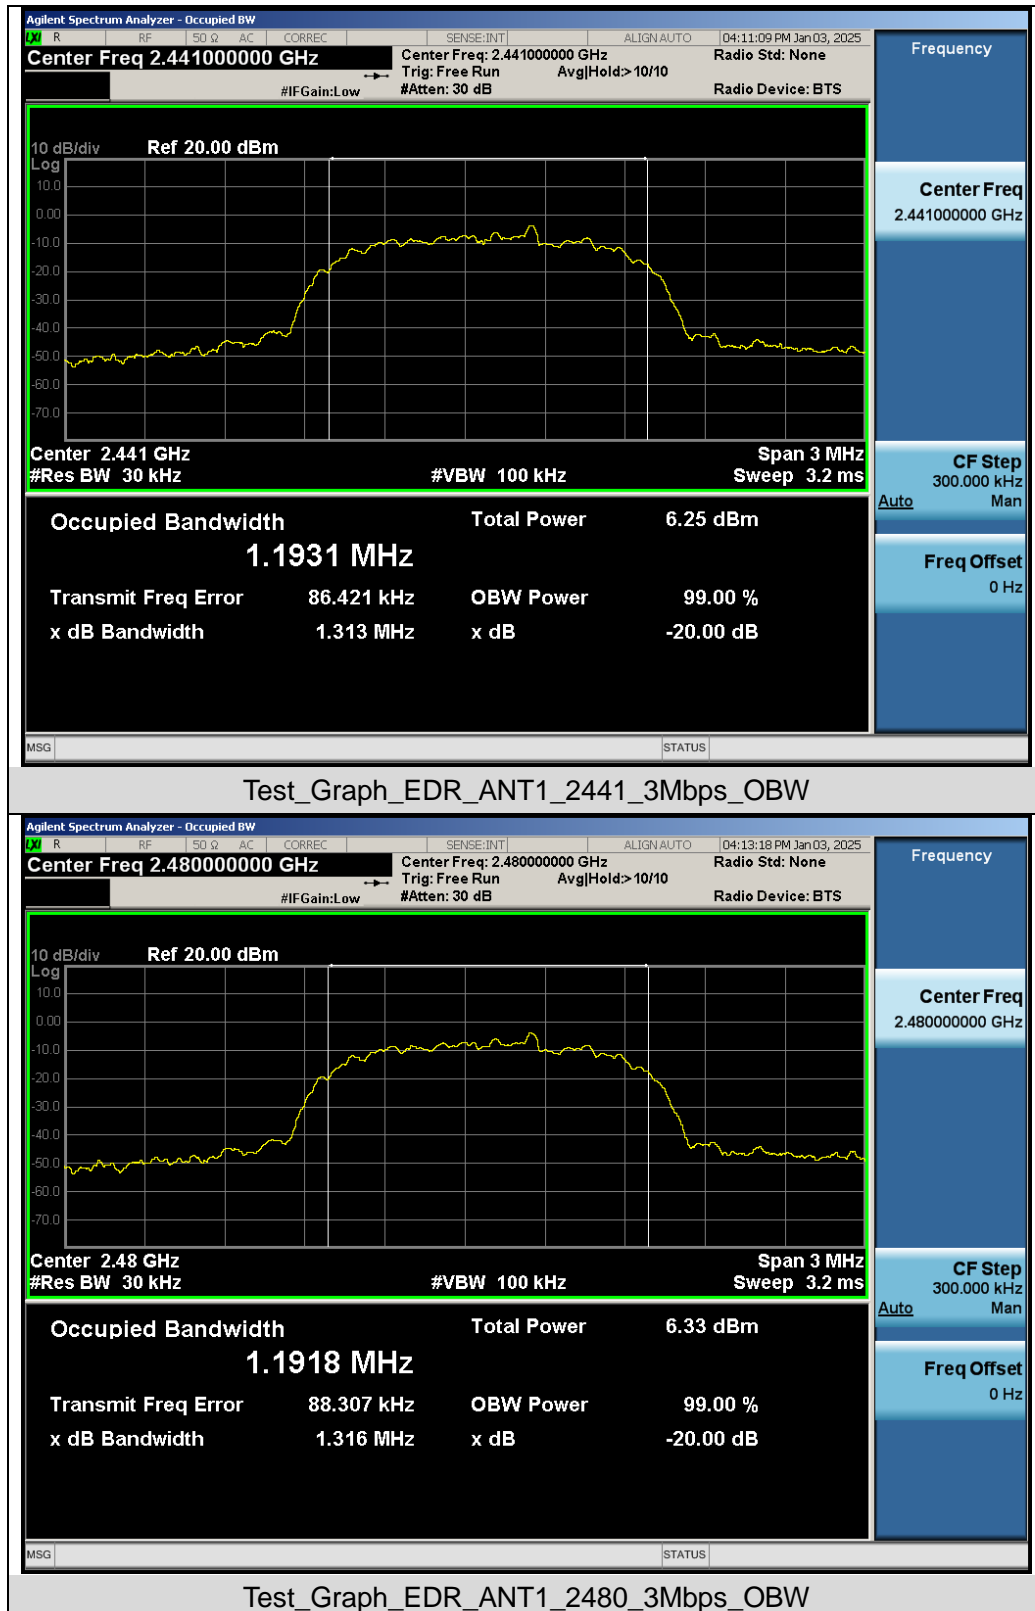 Agilent Spectrum Analyzer - Occupied BW
LXI R RF 50 Ω AC CORREC SENSE:INT ALIGN AUTO 04:11:09 PM Jan 03, 2025
Center Freq 2.441000000 GHz
Center Freq: 2.441000000 GHz
Radio Std: None
Trig: Free Run Avg|Hold:> 10/10
#IFGain:Low #Atten: 30 dB Radio Device: BTS
Frequency
10 dB/div Ref 20.00 dBm
Log
10.0
0.00
-10.0
-20.0
-30.0
-40.0
-50.0
-60.0
-70.0
Center 2.441 GHz Span 3 MHz
#Res BW 30 kHz #VBW 100 kHz Sweep 3.2 ms
Center Freq
2.441000000 GHz
CF Step
300.000 kHz
Auto Man
Freq Offset
0 Hz
Occupied Bandwidth Total Power 6.25 dBm
1.1931 MHz
Transmit Freq Error 86.421 kHz OBW Power 99.00 %
x dB Bandwidth 1.313 MHz x dB -20.00 dB
MSG STATUS
Test_Graph_EDR_ANT1_2441_3Mbps_OBW
Agilent Spectrum Analyzer - Occupied BW
LXI R RF 50 Ω AC CORREC SENSE:INT ALIGN AUTO 04:13:18 PM Jan 03, 2025
Center Freq 2.480000000 GHz
Center Freq: 2.480000000 GHz
Radio Std: None
Trig: Free Run Avg|Hold:> 10/10
#IFGain:Low #Atten: 30 dB Radio Device: BTS
Frequency
10 dB/div Ref 20.00 dBm
Log
10.0
0.00
-10.0
-20.0
-30.0
-40.0
-50.0
-60.0
-70.0
Center 2.48 GHz Span 3 MHz
#Res BW 30 kHz #VBW 100 kHz Sweep 3.2 ms
Center Freq
2.480000000 GHz
CF Step
300.000 kHz
Auto Man
Freq Offset
0 Hz
Occupied Bandwidth Total Power 6.33 dBm
1.1918 MHz
Transmit Freq Error 88.307 kHz OBW Power 99.00 %
x dB Bandwidth 1.316 MHz x dB -20.00 dB
MSG STATUS
Test_Graph_EDR_ANT1_2480_3Mbps_OBW